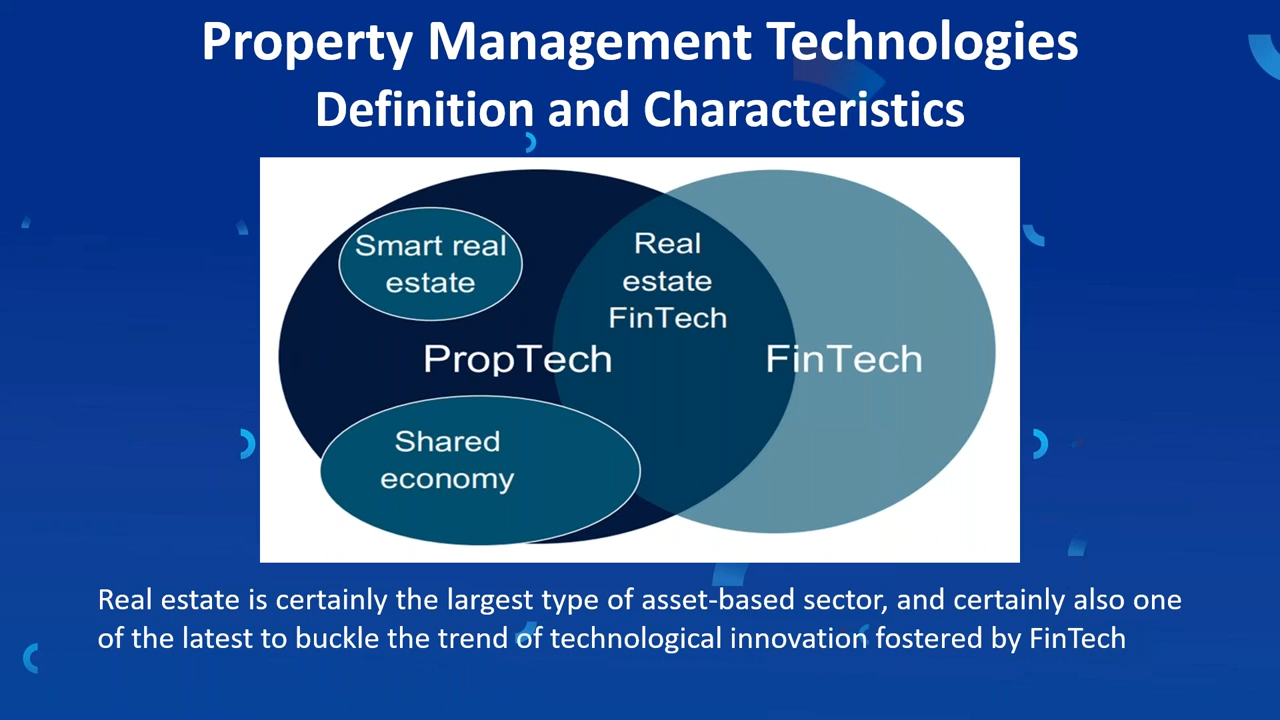 Property Management Technologies
Definition and Characteristics
Smart real
estate
Real
estate
FinTech
PropTech
FinTech
Shared
economy
Real estate is certainly the largest type of asset-based sector, and certainly also one
of the latest to buckle the trend of technological innovation fostered by FinTech